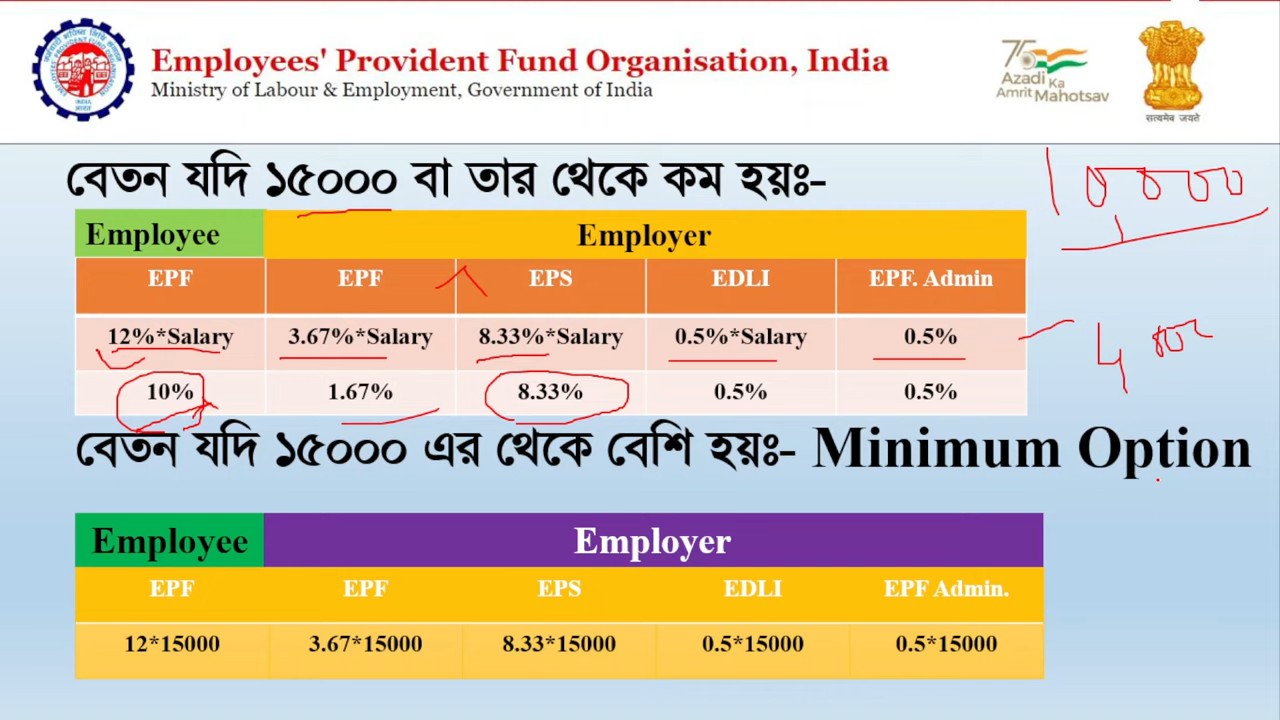 Employees' Provident Fund Organisation, India
Ministry of Labour & Employment, Government of India
75 Azadi Ka Amrit Mahotsav
सत्यमेव जयते
বেতন যদি ১৫০০০ বা তার থেকে কম হয়ঃ-
10000
Employee Employer
EPF EPF EPS EDLI EPF. Admin
12%*Salary 3.67%*Salary 8.33%*Salary 0.5%*Salary 0.5%
10% 1.67% 8.33% 0.5% 0.5%
বেতন যদি ১৫০০০ এর থেকে বেশি হয়ঃ- Minimum Option
Employee Employer
EPF EPF EPS EDLI EPF Admin.
12*15000 3.67*15000 8.33*15000 0.5*15000 0.5*15000